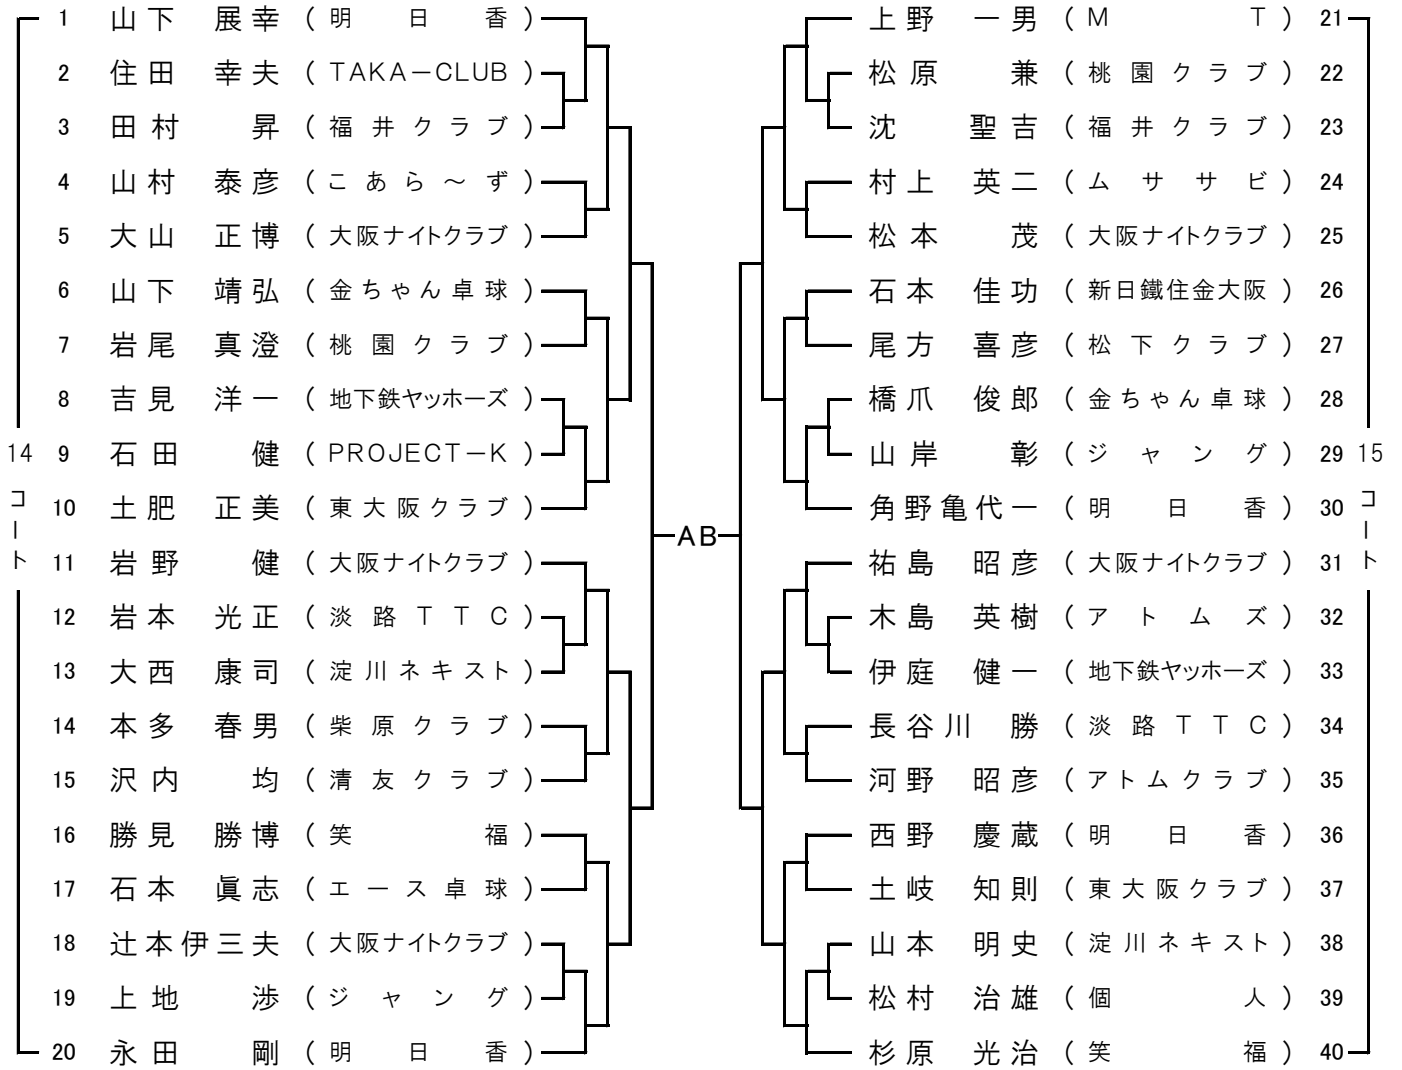 1 山下 展幸 (明日香)
2 住田 幸夫 (TAKA－CLUB)
3 田村 昇 (福井クラブ)
4 山村 泰彦 (こあら～ず)
5 大山 正博 (大阪ナイトクラブ)
6 山下 靖弘 (金ちゃん卓球)
7 岩尾 真澄 (桃園クラブ)
8 吉見 洋一 (地下鉄ヤッホーズ)
9 石田 健 (PROJECT－K)
10 土肥 正美 (東大阪クラブ)
11 岩野 健 (大阪ナイトクラブ)
12 岩本 光正 (淡路TTC)
13 大西 康司 (淀川ネキスト)
14 本多 春男 (柴原クラブ)
15 沢内 均 (清友クラブ)
16 勝見 勝博 (笑福)
17 石本 眞志 (エース卓球)
18 辻本伊三夫 (大阪ナイトクラブ)
19 上地 渉 (ジャング)
20 永田 剛 (明日香)
14コート
AB
上野 一男 (MT) 21
松原 兼 (桃園クラブ) 22
沈 聖吉 (福井クラブ) 23
村上 英二 (ムササビ) 24
松本 茂 (大阪ナイトクラブ) 25
石本 佳功 (新日鐵住金大阪) 26
尾方 喜彦 (松下クラブ) 27
橋爪 俊郎 (金ちゃん卓球) 28
山岸 彰 (ジャング) 29
角野亀代一 (明日香) 30
祐島 昭彦 (大阪ナイトクラブ) 31
木島 英樹 (アトムズ) 32
伊庭 健一 (地下鉄ヤッホーズ) 33
長谷川 勝 (淡路TTC) 34
河野 昭彦 (アトムクラブ) 35
西野 慶蔵 (明日香) 36
土岐 知則 (東大阪クラブ) 37
山本 明史 (淀川ネキスト) 38
松村 治雄 (個人) 39
杉原 光治 (笑福) 40
15コート